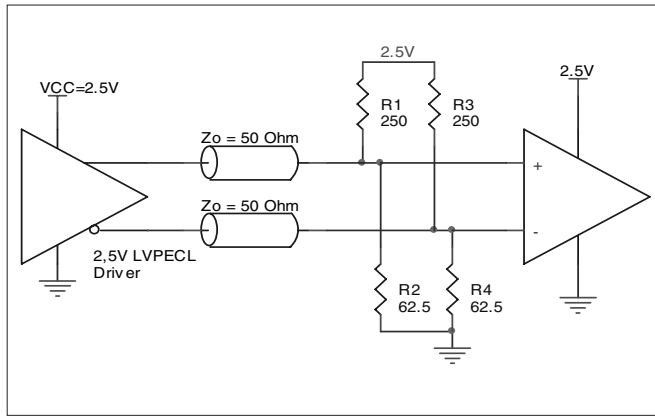 2.5V
VCC=2.5V
2.5V
R1
250
R3
250
Zo = 50 Ohm
+
Zo = 50 Ohm
-
2,5V LVPECL
Driver
R2
62.5
R4
62.5